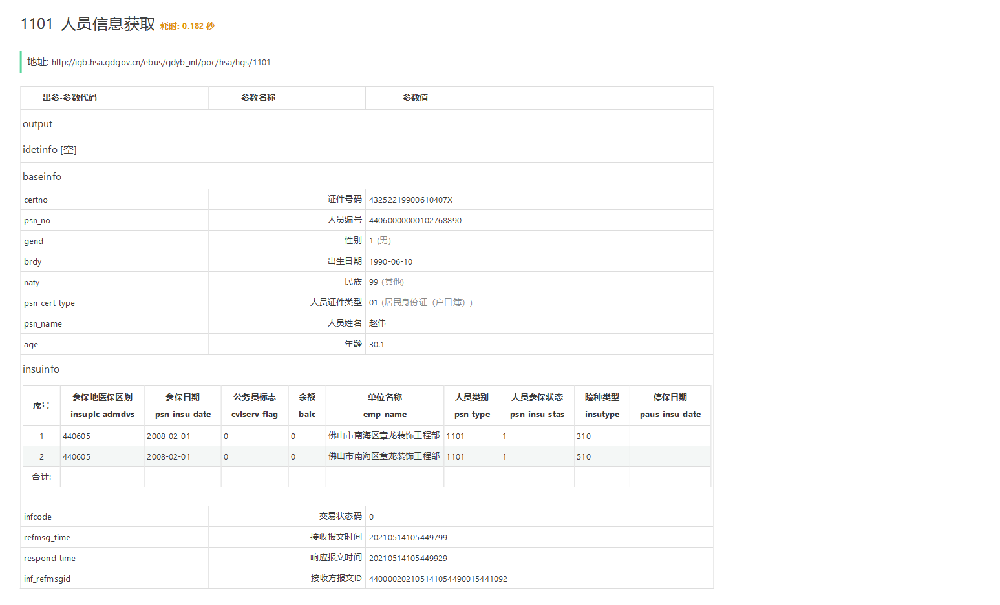 1101-人员信息获取 耗时: 0.182 秒
地址: http://igb.hsa.gdgov.cn/ebus/gdyb_inf/poc/hsa/hgs/1101
出参-参数代码 参数名称 参数值
output
idetinfo [空]
baseinfo
certno 证件号码 43252219900610407X
psn_no 人员编号 44060000000102768890
gend 性别 1 (男)
brdy 出生日期 1990-06-10
naty 民族 99 (其他)
psn_cert_type 人员证件类型 01 (居民身份证（户口簿）)
psn_name 人员姓名 赵伟
age 年龄 30.1
insuinfo
序号 参保地医保区划 参保日期 公务员标志 余额 单位名称 人员类别 人员参保状态 险种类型 停保日期
insuplc_admdvs psn_insu_date cvlserv_flag balc emp_name psn_type psn_insu_stas insutype paus_insu_date
1 440605 2008-02-01 0 0 佛山市南海区章龙装饰工程部 1101 1 310
2 440605 2008-02-01 0 0 佛山市南海区章龙装饰工程部 1101 1 510
合计:
infcode 交易状态码 0
refmsg_time 接收报文时间 20210514105449799
respond_time 响应报文时间 20210514105449929
inf_refmsgid 接收方报文ID 440000202105141054490015441092